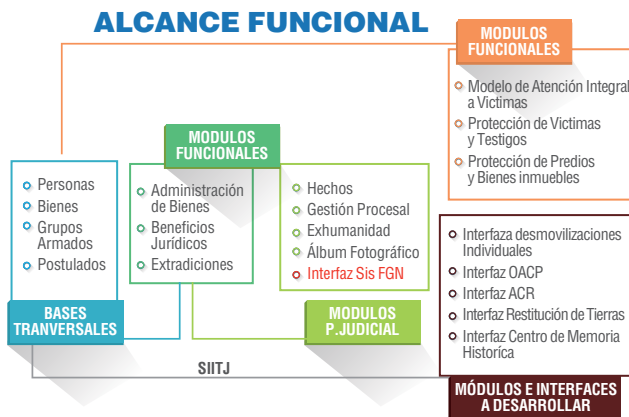 ALCANCE FUNCIONAL
MODULOS
FUNCIONALES
Modelo de Atención Integral
a Victimas
Protección de Victimas
y Testigos
Protección de Predios
y Bienes inmuebles
MODULOS
FUNCIONALES
Personas
Bienes
Grupos
Armados
Postulados
Administración
de Bienes
Beneficios
Jurídicos
Extradiciones
Hechos
Gestión Procesal
Exhumanidad
Álbum Fotográfico
Interfaz Sis FGN
Interfaza desmovilizaciones
Individuales
Interfaz OACP
Interfaz ACR
Interfaz Restitución de Tierras
Interfaz Centro de Memoria
Historíca
BASES
TRANVERSALES
MODULOS
P.JUDICIAL
SIITJ
MÓDULOS E INTERFACES
A DESARROLLAR